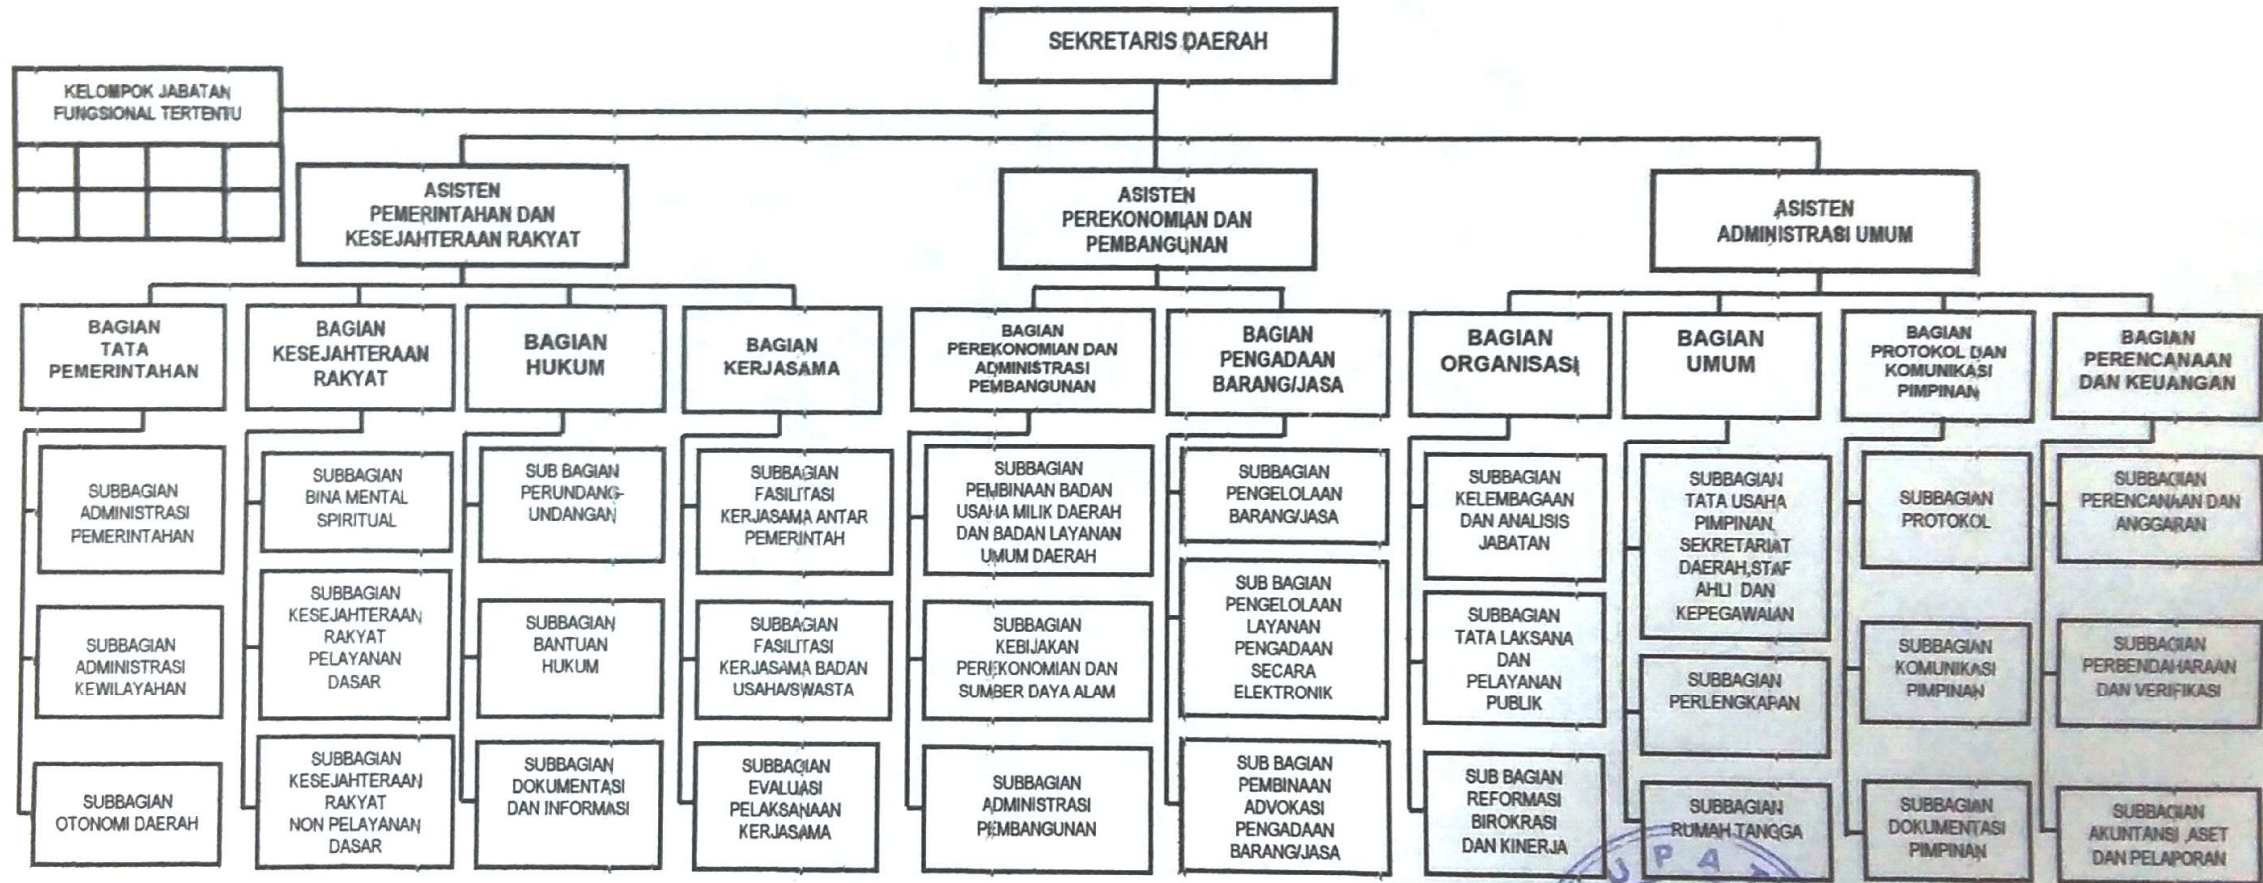 SEKRETARIS DAERAH
KELOMPOK JABATAN
FUNGSIONAL TERTENTU
ASISTEN
PEMERINTAHAN DAN
KESEJAHTERAAN RAKYAT
ASISTEN
PEREKONOMIAN DAN
PEMBANGUNAN
ASISTEN
ADMINISTRASI UMUM
BAGIAN
TATA
PEMERINTAHAN
BAGIAN
KESEJAHTERAAN
RAKYAT
BAGIAN
HUKUM
BAGIAN
KERJASAMA
BAGIAN
PEREKONOMIAN DAN
ADMINISTRASI
PEMBANGUNAN
BAGIAN
PENGADAAN
BARANG/JASA
BAGIAN
ORGANISASI
BAGIAN
UMUM
BAGIAN
PROTOKOL DAN
KOMUNIKASI
PIMPINAN
BAGIAN
PERENCANAAN
DAN KEUANGAN
SUBBAGIAN
ADMINISTRASI
PEMERINTAHAN
SUBBAGIAN
ADMINISTRASI
KEWILAYAHAN
SUBBAGIAN
OTONOMI DAERAH
SUBBAGIAN
BINA MENTAL
SPIRITUAL
SUBBAGIAN
KESEJAHTERAAN
RAKYAT
PELAYANAN
DASAR
SUBBAGIAN
KESEJAHTERAAN
RAKYAT
NON PELAYANAN
DASAR
SUB BAGIAN
PERUNDANG-
UNDANGAN
SUBBAGIAN
BANTUAN
HUKUM
SUBBAGIAN
DOKUMENTASI
DAN INFORMASI
SUBBAGIAN
FASILITASI
KERJASAMA ANTAR
PEMERINTAH
SUBBAGIAN
FASILITASI
KERJASAMA BADAN
USAHA/SWASTA
SUBBAGIAN
EVALUASI
PELAKSANAAN
KERJASAMA
SUBBAGIAN
PEMBINAAN BADAN
USAHA MILIK DAERAH
DAN BADAN LAYANAN
UMUM DAERAH
SUBBAGIAN
KEBIJAKAN
PEREKONOMIAN DAN
SUMBER DAYA ALAM
SUBBAGIAN
ADMINISTRASI
PEMBANGUNAN
SUBBAGIAN
PENGELOLAAN
BARANG/JASA
SUB BAGIAN
PENGELOLAAN
LAYANAN
PENGADAAN
SECARA
ELEKTRONIK
SUB BAGIAN
PEMBINAAN
ADVOKASI
PENGADAAN
BARANG/JASA
SUBBAGIAN
KELEMBAGAAN
DAN ANALISIS
JABATAN
SUBBAGIAN
TATA LAKSANA
DAN
PELAYANAN
PUBLIK
SUB BAGIAN
REFORMASI
BIROKRASI
DAN KINERJA
SUBBAGIAN
TATA USAHA
PIMPINAN,
SEKRETARIAT
DAERAH,STAF
AHLI DAN
KEPEGAWAIAN
SUBBAGIAN
PERLENGKAPAN
SUBBAGIAN
RUMAH TANGGA
SUBBAGIAN
PROTOKOL
SUBBAGIAN
KOMUNIKASI
PIMPINAN
SUBBAGIAN
DOKUMENTASI
PIMPINAN
SUBBAGIAN
PERENCANAAN DAN
ANGGARAN
SUBBAGIAN
PERBENDAHARAAN
DAN VERIFIKASI
SUBBAGIAN
AKUNTANSI ,ASET
DAN PELAPORAN